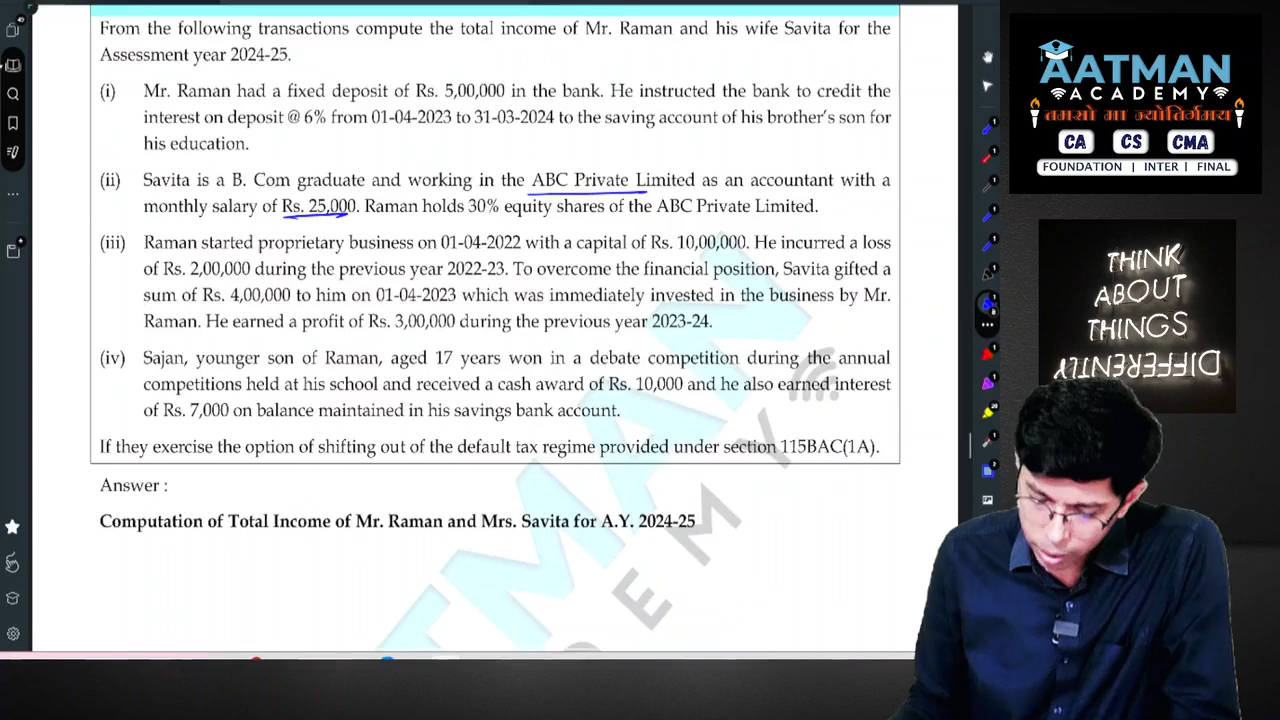 From the following transactions compute the total income of Mr. Raman and his wife Savita for the
Assessment year 2024-25.
(i) Mr. Raman had a fixed deposit of Rs. 5,00,000 in the bank. He instructed the bank to credit the
interest on deposit @ 6% from 01-04-2023 to 31-03-2024 to the saving account of his brother's son for
his education.
(ii) Savita is a B. Com graduate and working in the ABC Private Limited as an accountant with a
monthly salary of Rs. 25,000. Raman holds 30% equity shares of the ABC Private Limited.
(iii) Raman started proprietary business on 01-04-2022 with a capital of Rs. 10,00,000. He incurred a loss
of Rs. 2,00,000 during the previous year 2022-23. To overcome the financial position, Savita gifted a
sum of Rs. 4,00,000 to him on 01-04-2023 which was immediately invested in the business by Mr.
Raman. He earned a profit of Rs. 3,00,000 during the previous year 2023-24.
(iv) Sajan, younger son of Raman, aged 17 years won in a debate competition during the annual
competitions held at his school and received a cash award of Rs. 10,000 and he also earned interest
of Rs. 7,000 on balance maintained in his savings bank account.
If they exercise the option of shifting out of the default tax regime provided under section 115BAC(1A).
Answer :
Computation of Total Income of Mr. Raman and Mrs. Savita for A.Y. 2024-25
AATMAN
ACADEMY
तमसो मा ज्योतिर्गमय
CA CS CMA
FOUNDATION | INTER | FINAL
THINK
ABOUT
THINGS
DIFFERENTLY